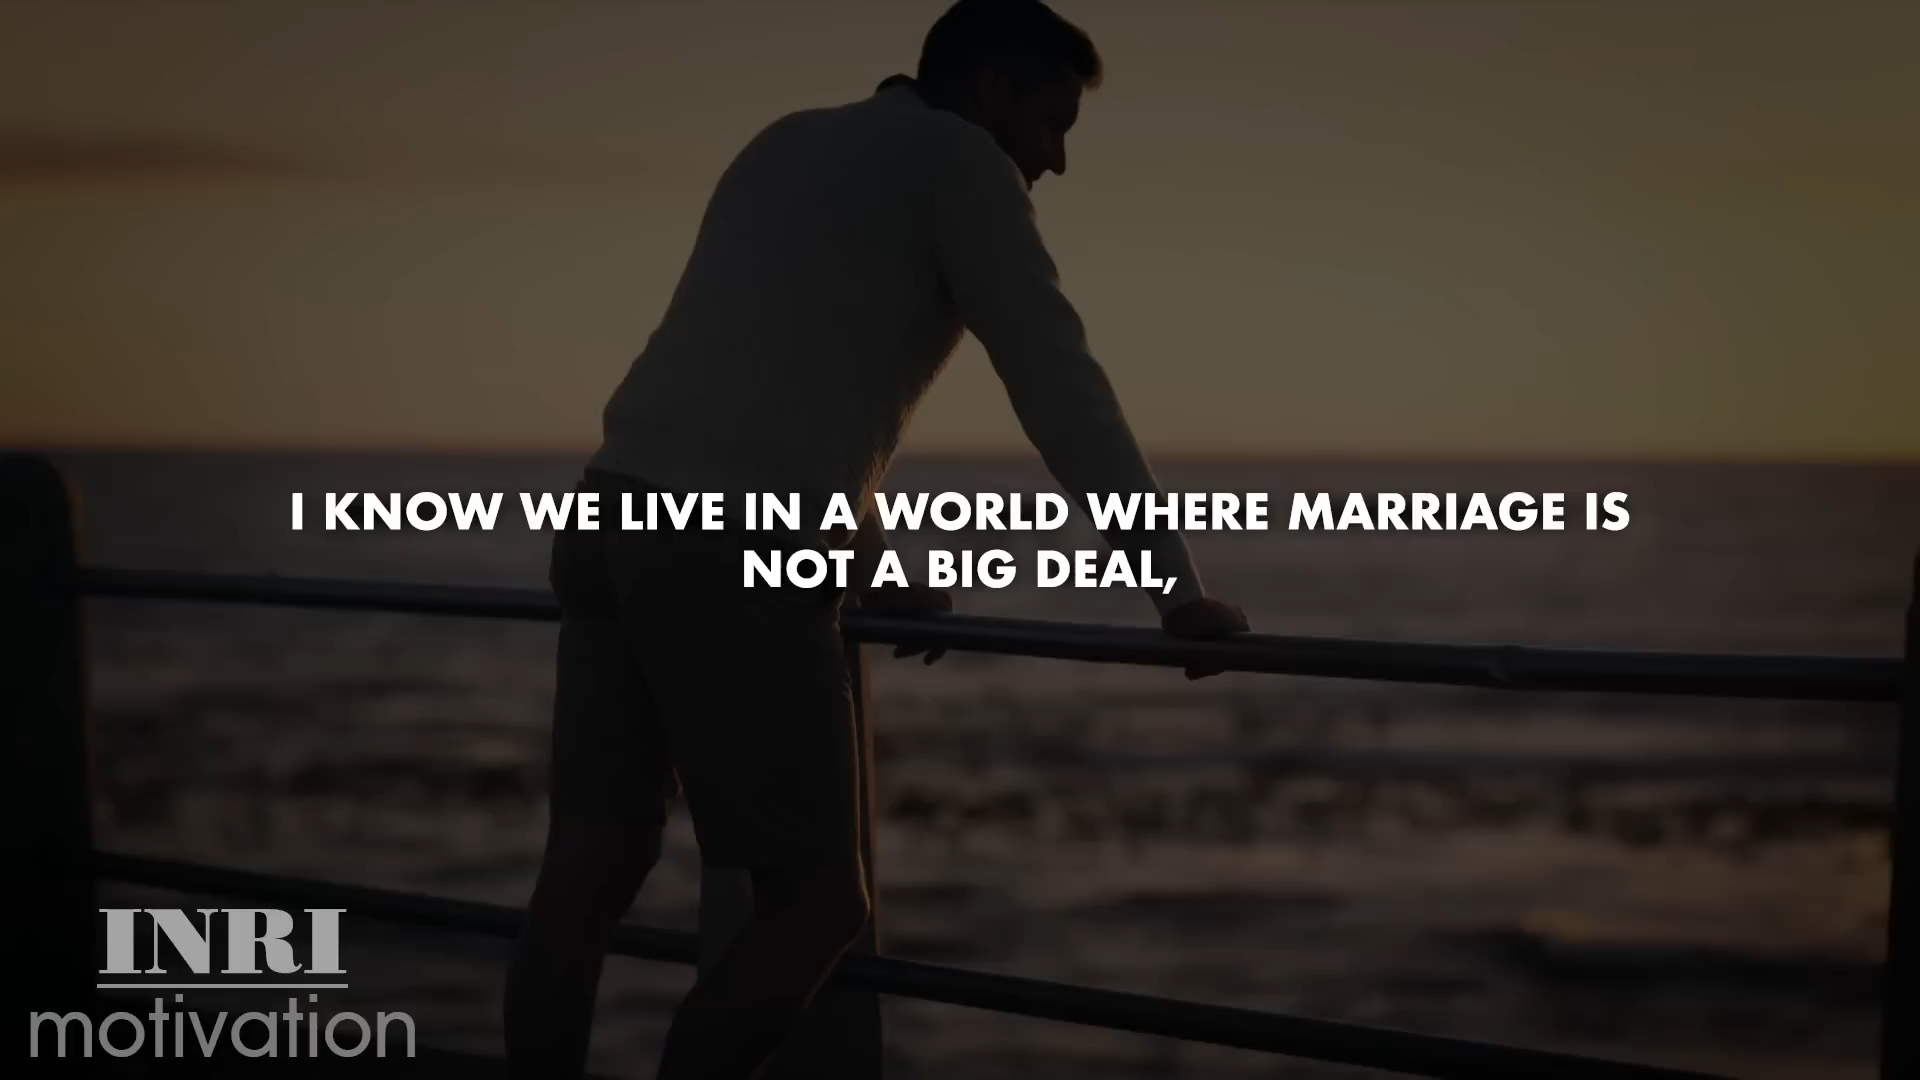 I KNOW WE LIVE IN A WORLD WHERE MARRIAGE IS
NOT A BIG DEAL,
INRI
motivation